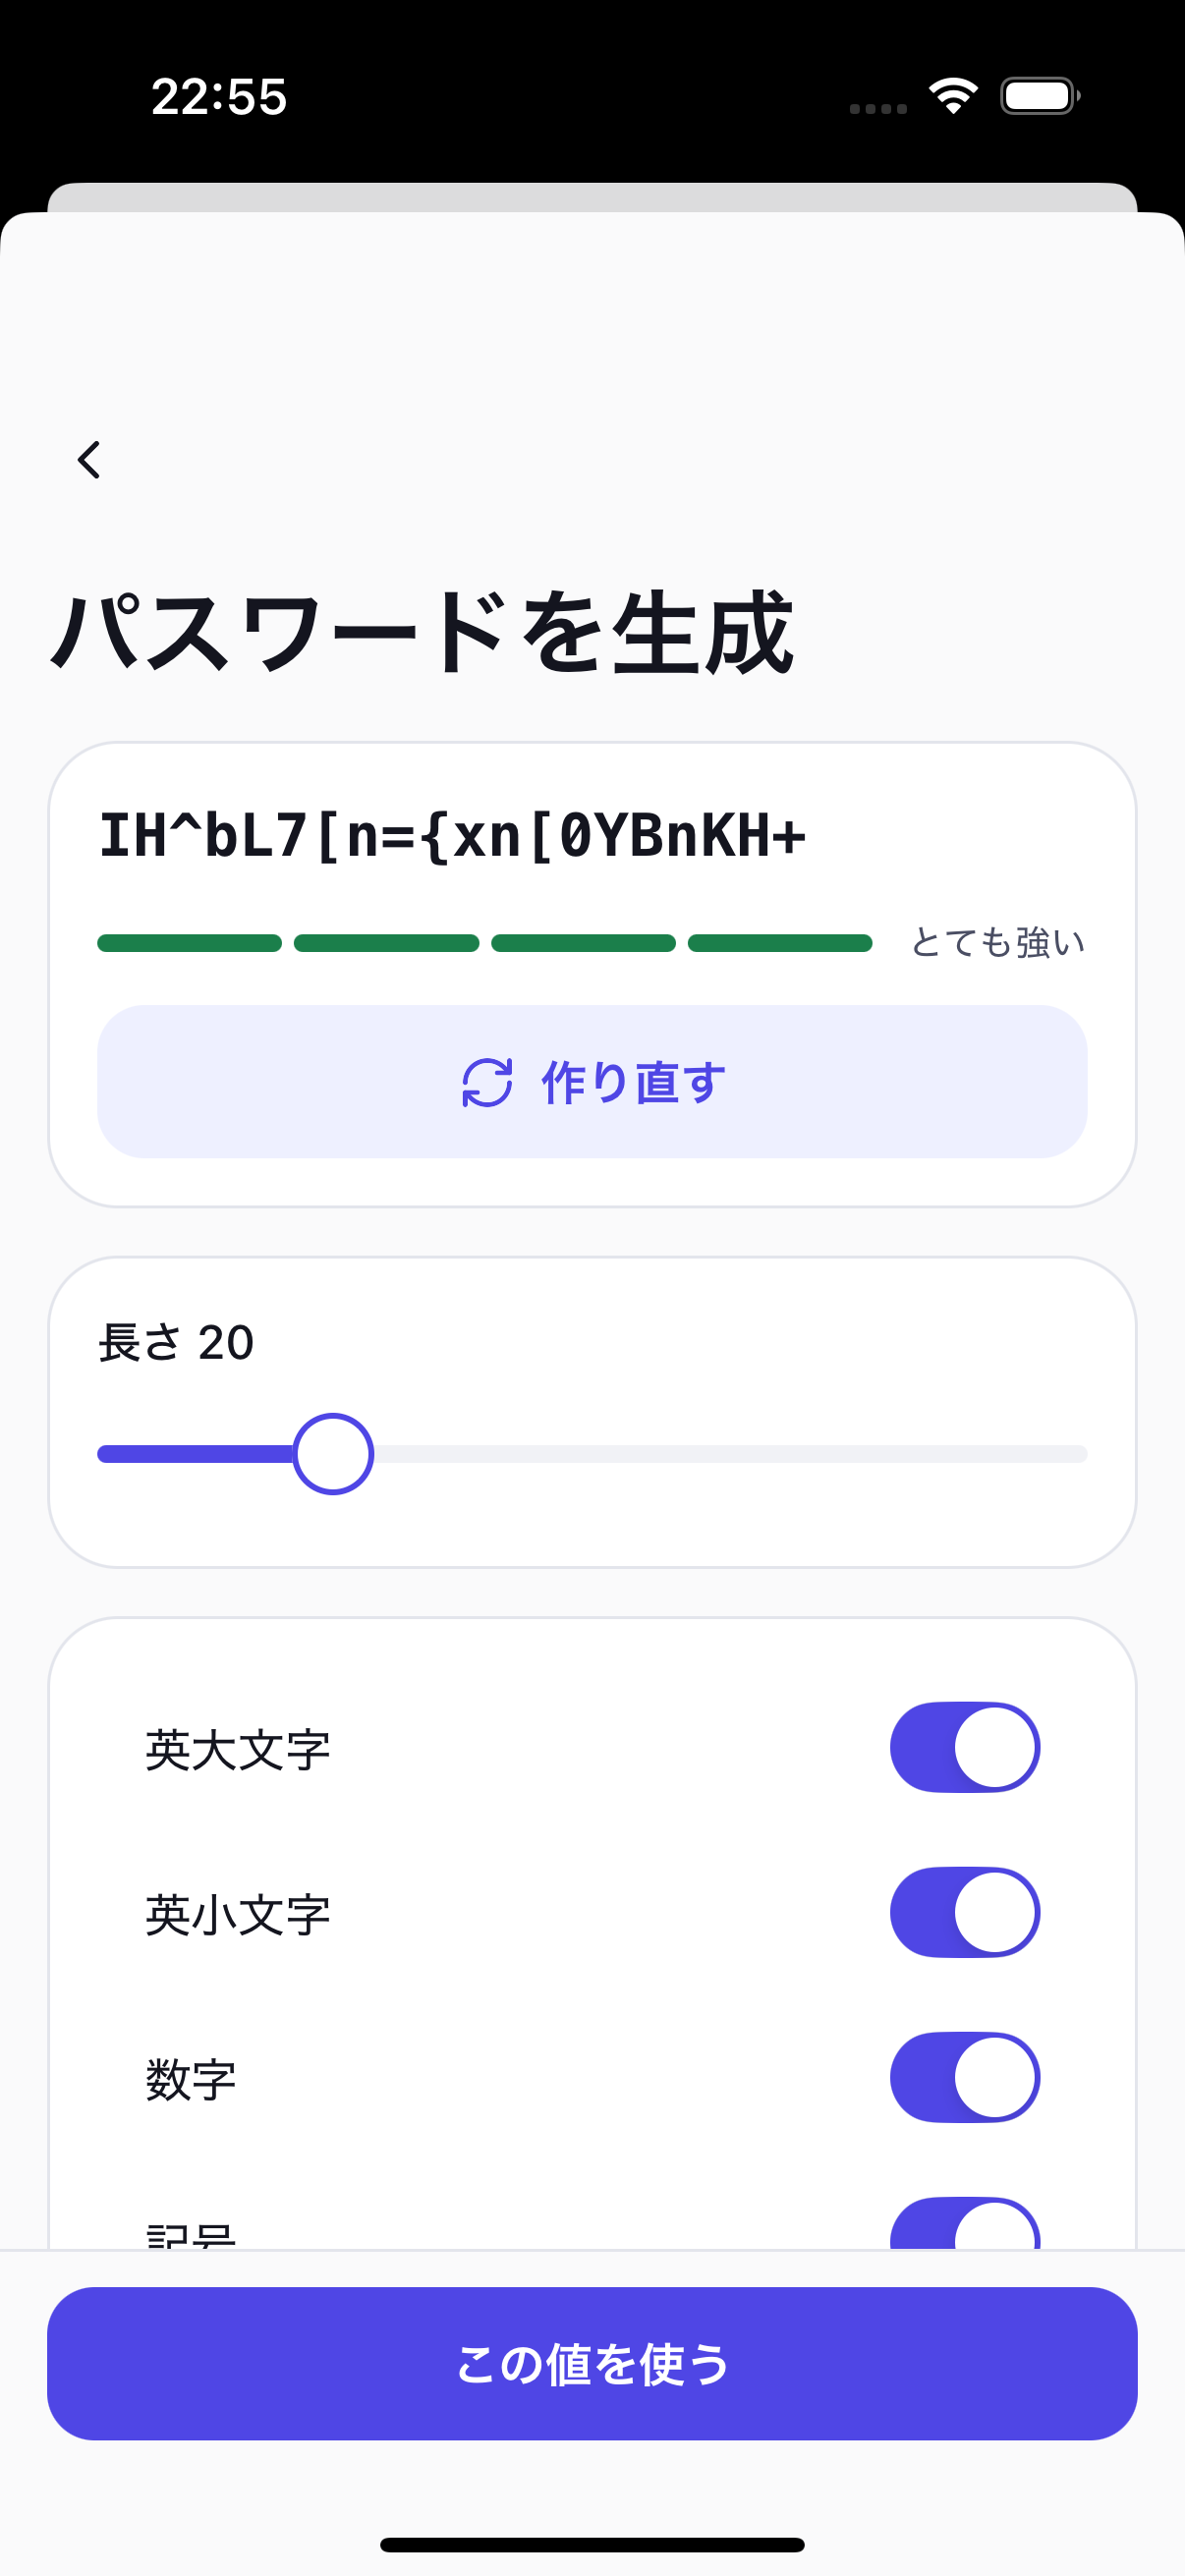 22:55
パスワードを生成
IH^bL7[n={xn[0YBnKH+
とても強い
作り直す
長さ 20
英大文字
英小文字
数字
記号
この値を使う